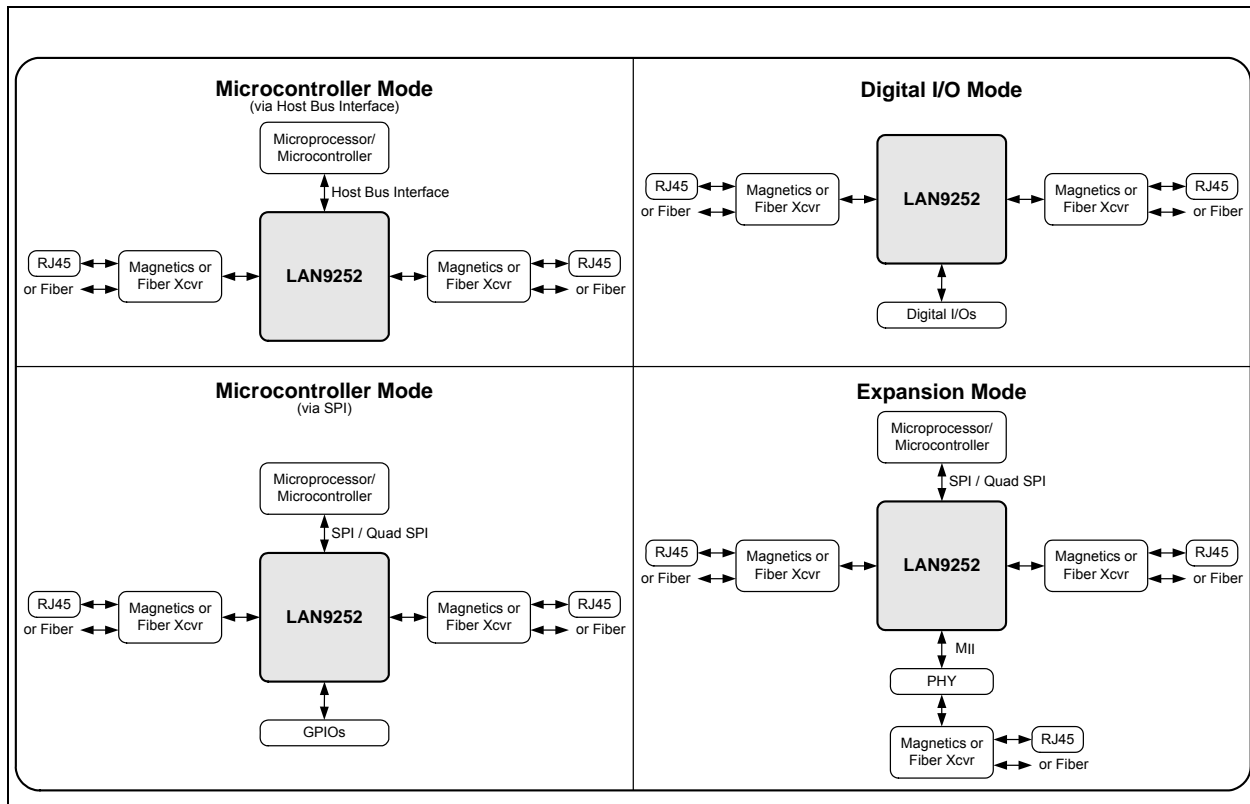 Microcontroller Mode
(via Host Bus Interface)
Microprocessor/
Microcontroller
Host Bus Interface
RJ45
or Fiber
Magnetics or
Fiber Xcvr
LAN9252
Magnetics or
Fiber Xcvr
RJ45
or Fiber
Digital I/O Mode
RJ45
or Fiber
Magnetics or
Fiber Xcvr
LAN9252
Magnetics or
Fiber Xcvr
RJ45
or Fiber
Digital I/Os
Microcontroller Mode
(via SPI)
Microprocessor/
Microcontroller
SPI / Quad SPI
RJ45
or Fiber
Magnetics or
Fiber Xcvr
LAN9252
Magnetics or
Fiber Xcvr
RJ45
or Fiber
GPIOs
Expansion Mode
Microprocessor/
Microcontroller
SPI / Quad SPI
RJ45
or Fiber
Magnetics or
Fiber Xcvr
LAN9252
Magnetics or
Fiber Xcvr
RJ45
or Fiber
MII
PHY
Magnetics or
Fiber Xcvr
RJ45
or Fiber